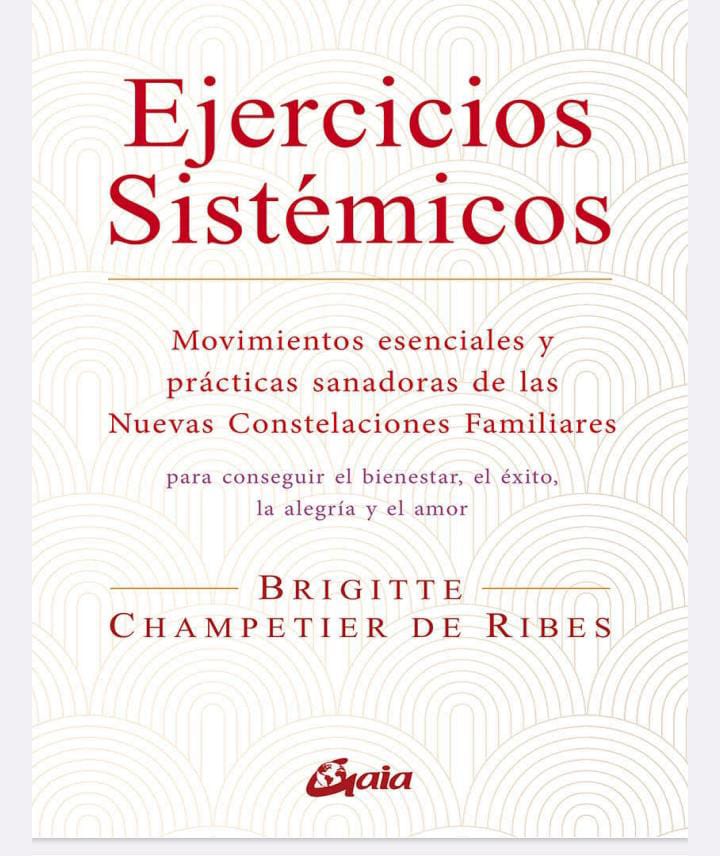 Ejercicios
Sistémicos
Movimientos esenciales y
prácticas sanadoras de las
Nuevas Constelaciones Familiares
para conseguir el bienestar, el éxito,
la alegría y el amor
BRIGITTE
CHAMPETIER DE RIBES
Gaia